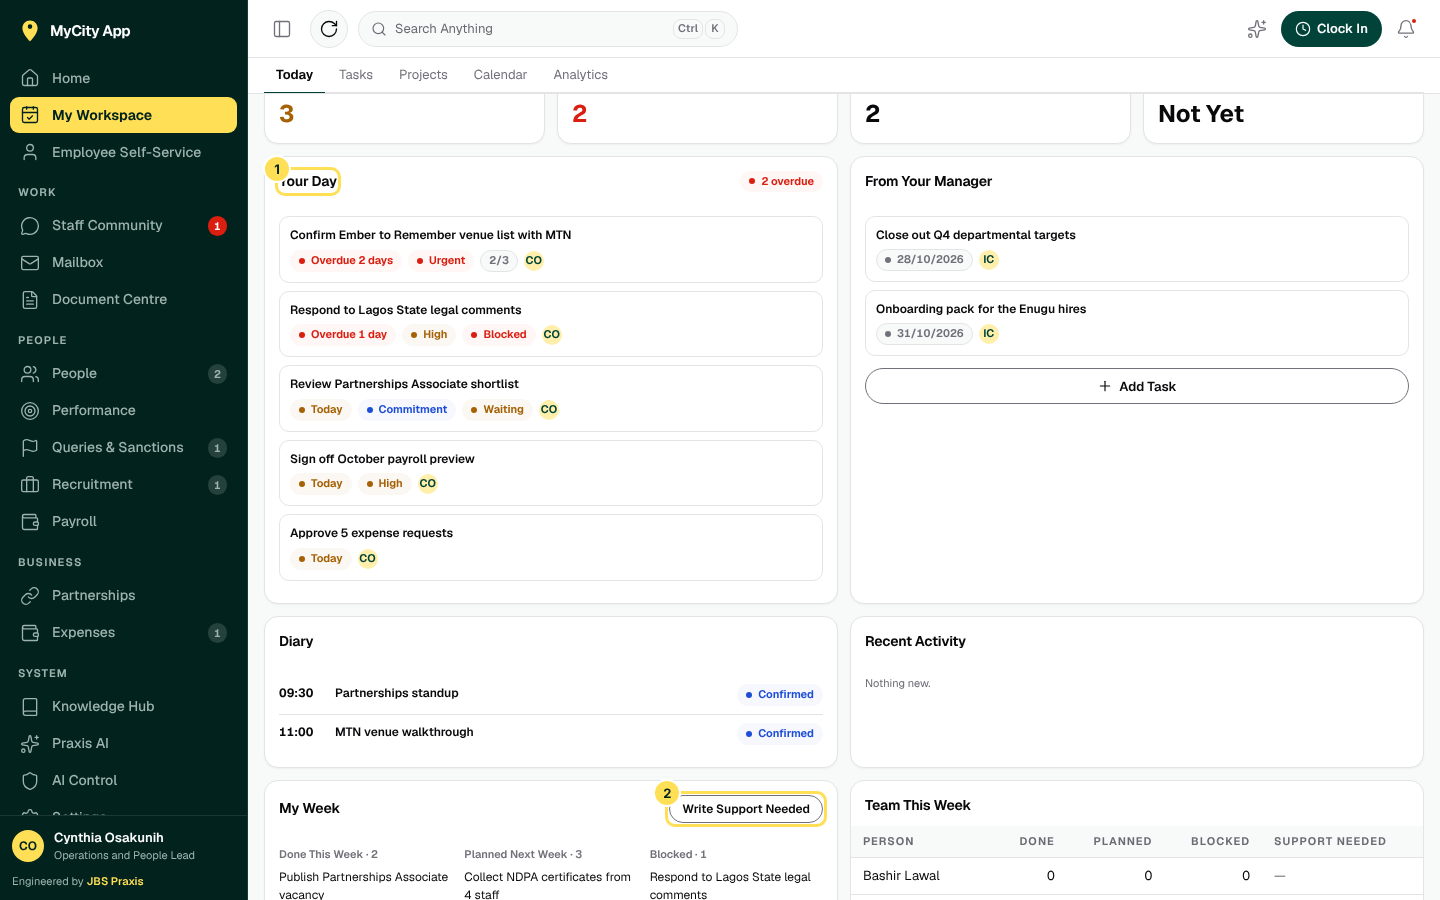 MyCity App
Home
My Workspace
Employee Self-Service
WORK
Staff Community 1
Mailbox
Document Centre
PEOPLE
People 2
Performance
Queries & Sanctions 1
Recruitment 1
Payroll
BUSINESS
Partnerships
Expenses 1
SYSTEM
Knowledge Hub
Praxis AI
AI Control
CO Cynthia Osakunih
Operations and People Lead
Engineered by JBS Praxis
Search Anything Ctrl K
Clock In
Today Tasks Projects Calendar Analytics
3 2 2 Not Yet
1
Your Day 2 overdue
Confirm Ember to Remember venue list with MTN
Overdue 2 days Urgent 2/3 CO
Respond to Lagos State legal comments
Overdue 1 day High Blocked CO
Review Partnerships Associate shortlist
Today Commitment Waiting CO
Sign off October payroll preview
Today High CO
Approve 5 expense requests
Today CO
From Your Manager
Close out Q4 departmental targets
28/10/2026 IC
Onboarding pack for the Enugu hires
31/10/2026 IC
Add Task
Diary
09:30 Partnerships standup Confirmed
11:00 MTN venue walkthrough Confirmed
Recent Activity
Nothing new.
My Week 2 Write Support Needed
Done This Week · 2 Planned Next Week · 3 Blocked · 1
Publish Partnerships Associate Collect NDPA certificates from Respond to Lagos State legal
vacancy 4 staff comments
Team This Week
PERSON DONE PLANNED BLOCKED SUPPORT NEEDED
Bashir Lawal 0 0 0 —